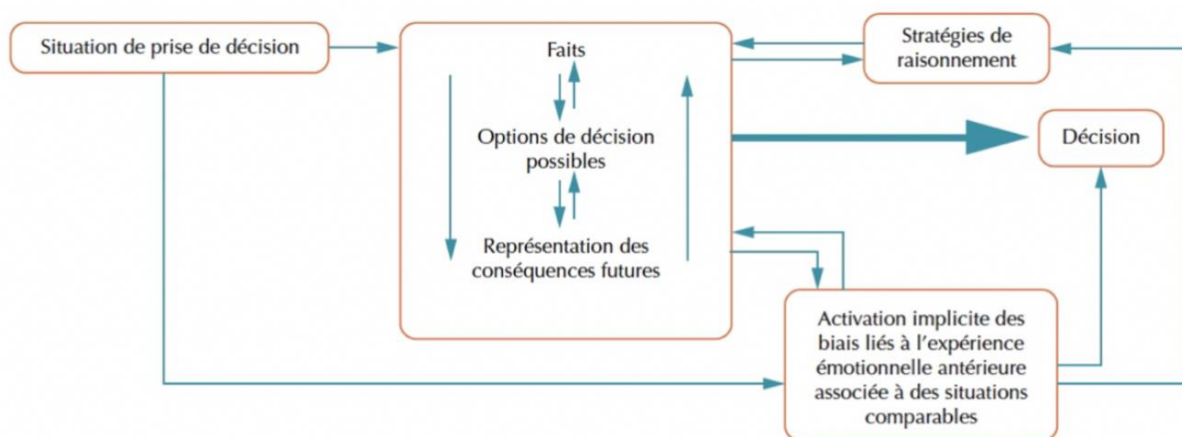 Situation de prise de décision
Faits
Options de décision
possibles
Représentation des
conséquences futures
Stratégies de
raisonnement
Décision
Activation implicite des
biais liés à l’expérience
émotionnelle antérieure
associée à des situations
comparables